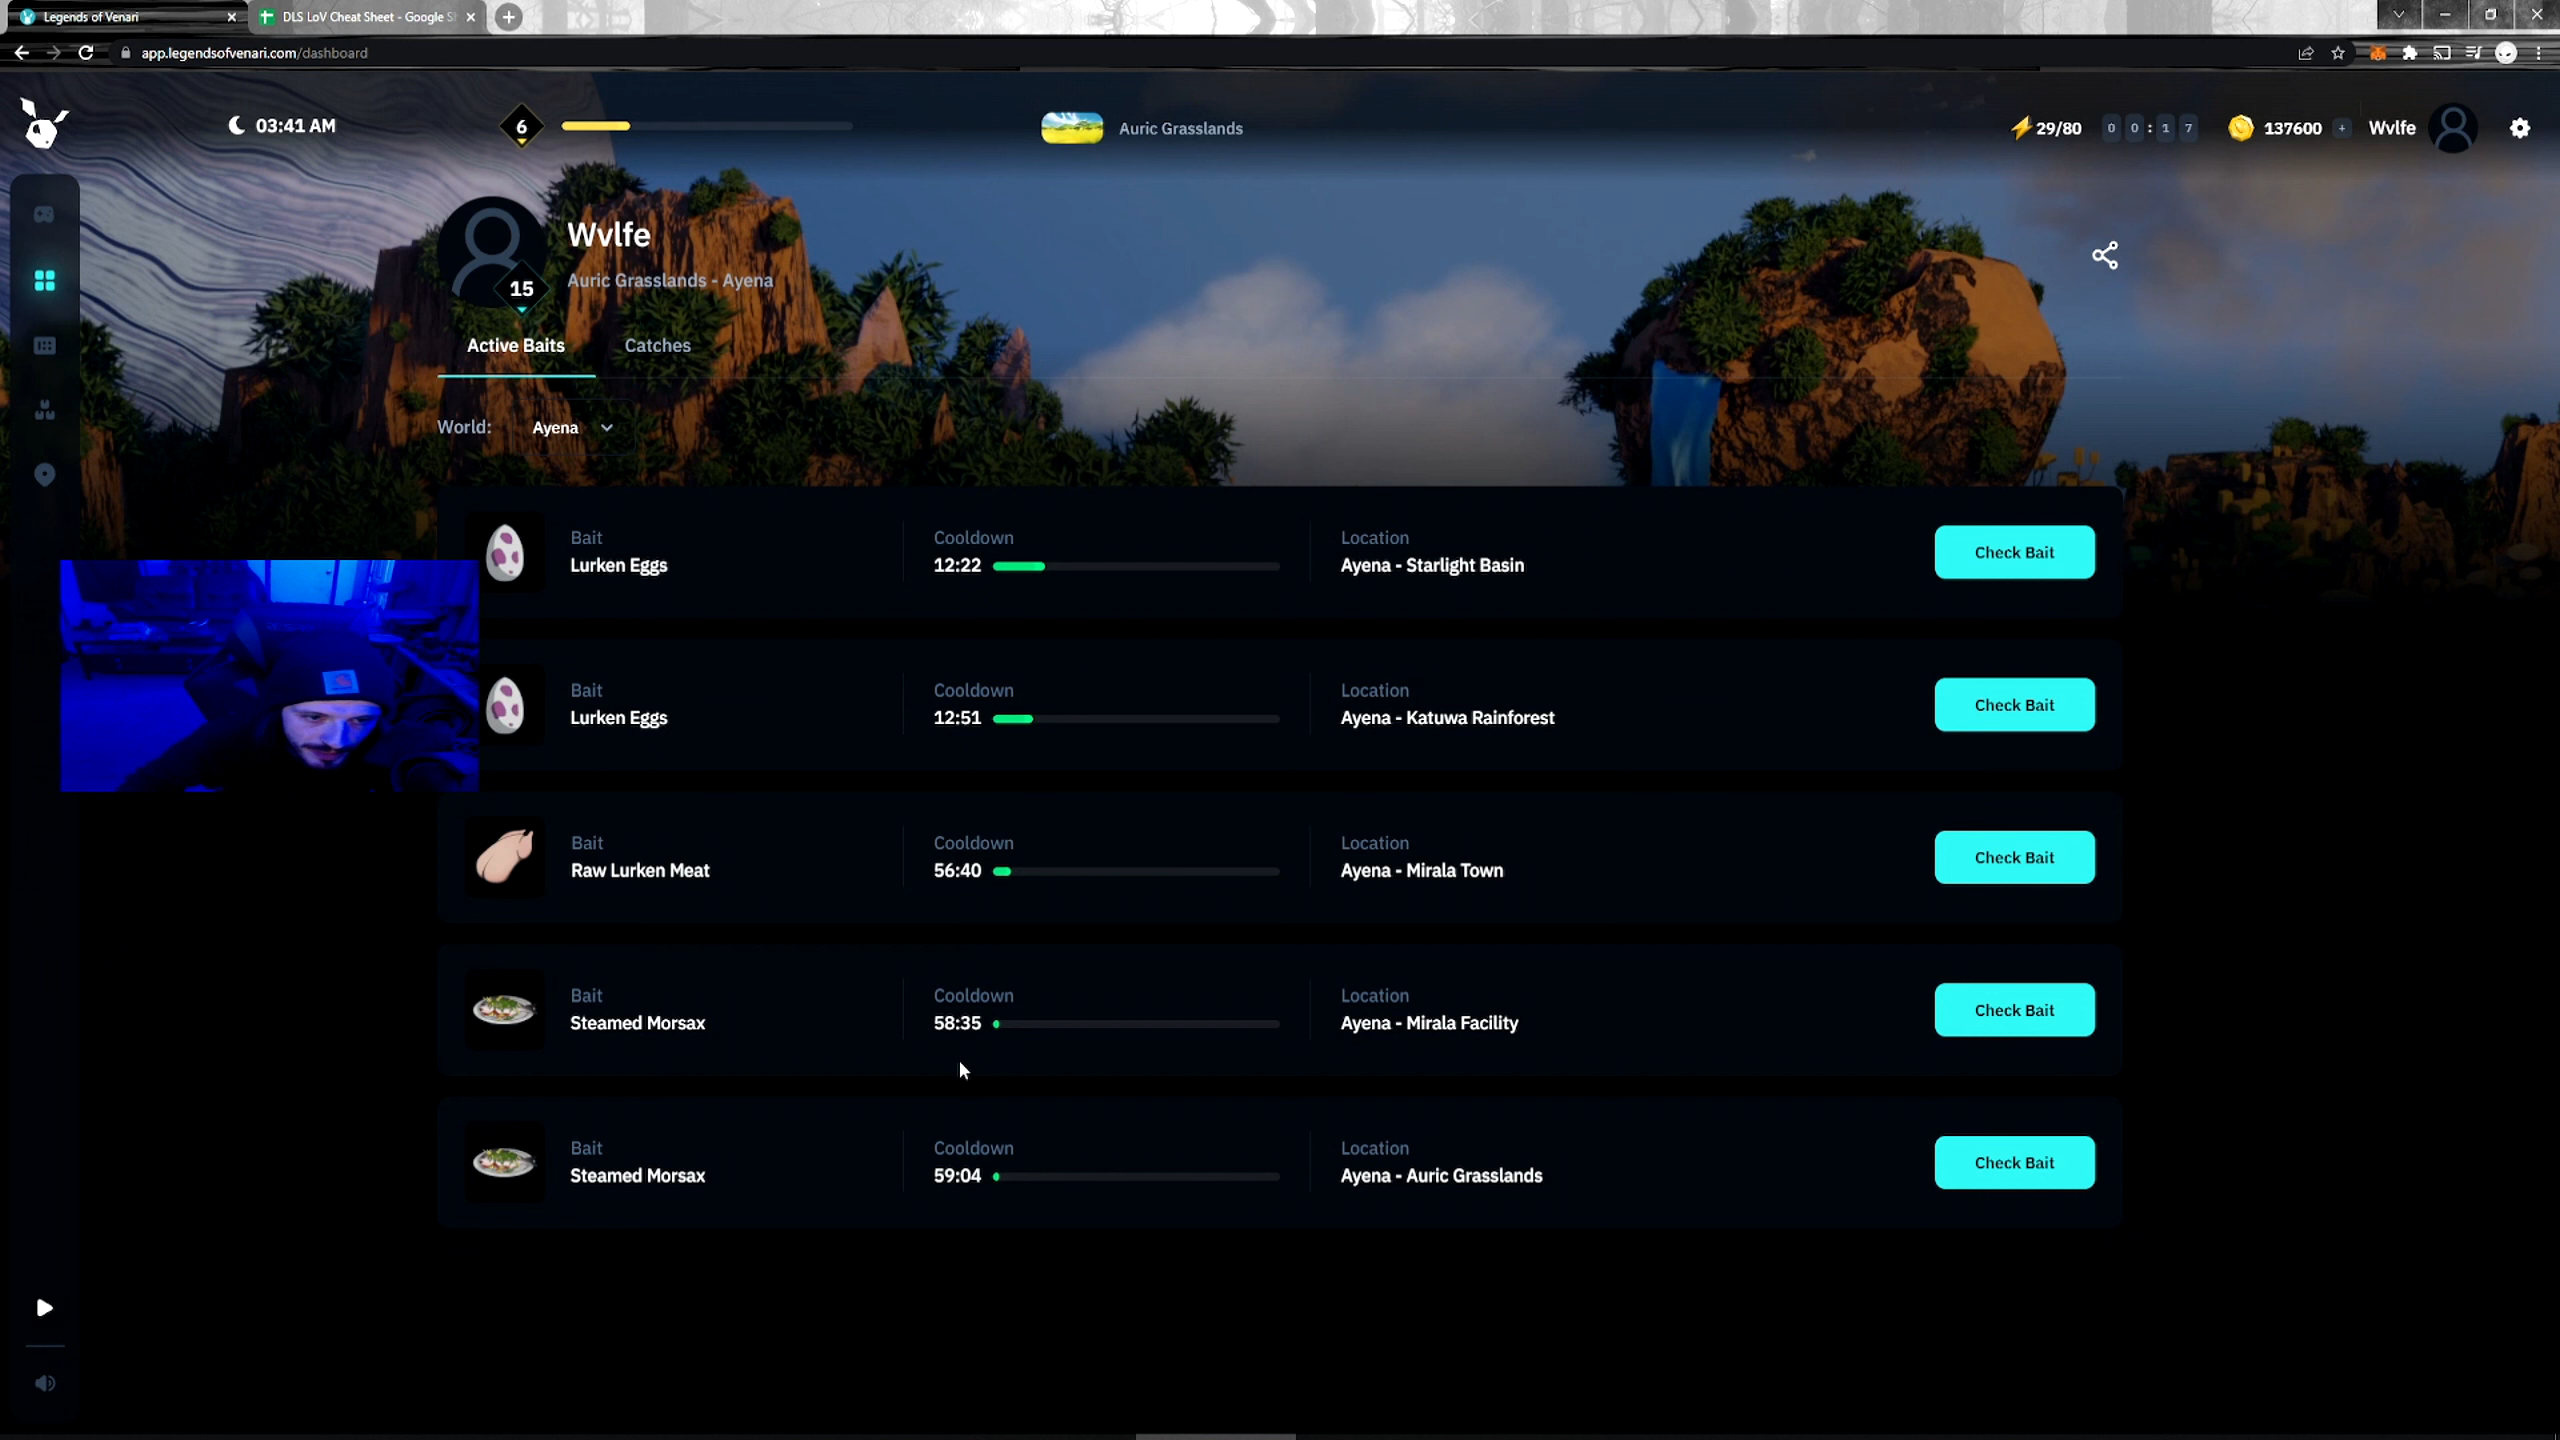 Legends of Venari
DLS LoV Cheat Sheet - Google S
app.legendsofvenari.com/dashboard
03:41 AM
6
Auric Grasslands
29/80
0 0 : 1 7
137600
+
Wvlfe
Wvlfe
Auric Grasslands - Ayena
15
Active Baits
Catches
World:
Ayena
Bait
Lurken Eggs
Cooldown
12:22
Location
Ayena - Starlight Basin
Check Bait
Bait
Lurken Eggs
Cooldown
12:51
Location
Ayena - Katuwa Rainforest
Check Bait
Bait
Raw Lurken Meat
Cooldown
56:40
Location
Ayena - Mirala Town
Check Bait
Bait
Steamed Morsax
Cooldown
58:35
Location
Ayena - Mirala Facility
Check Bait
Bait
Steamed Morsax
Cooldown
59:04
Location
Ayena - Auric Grasslands
Check Bait